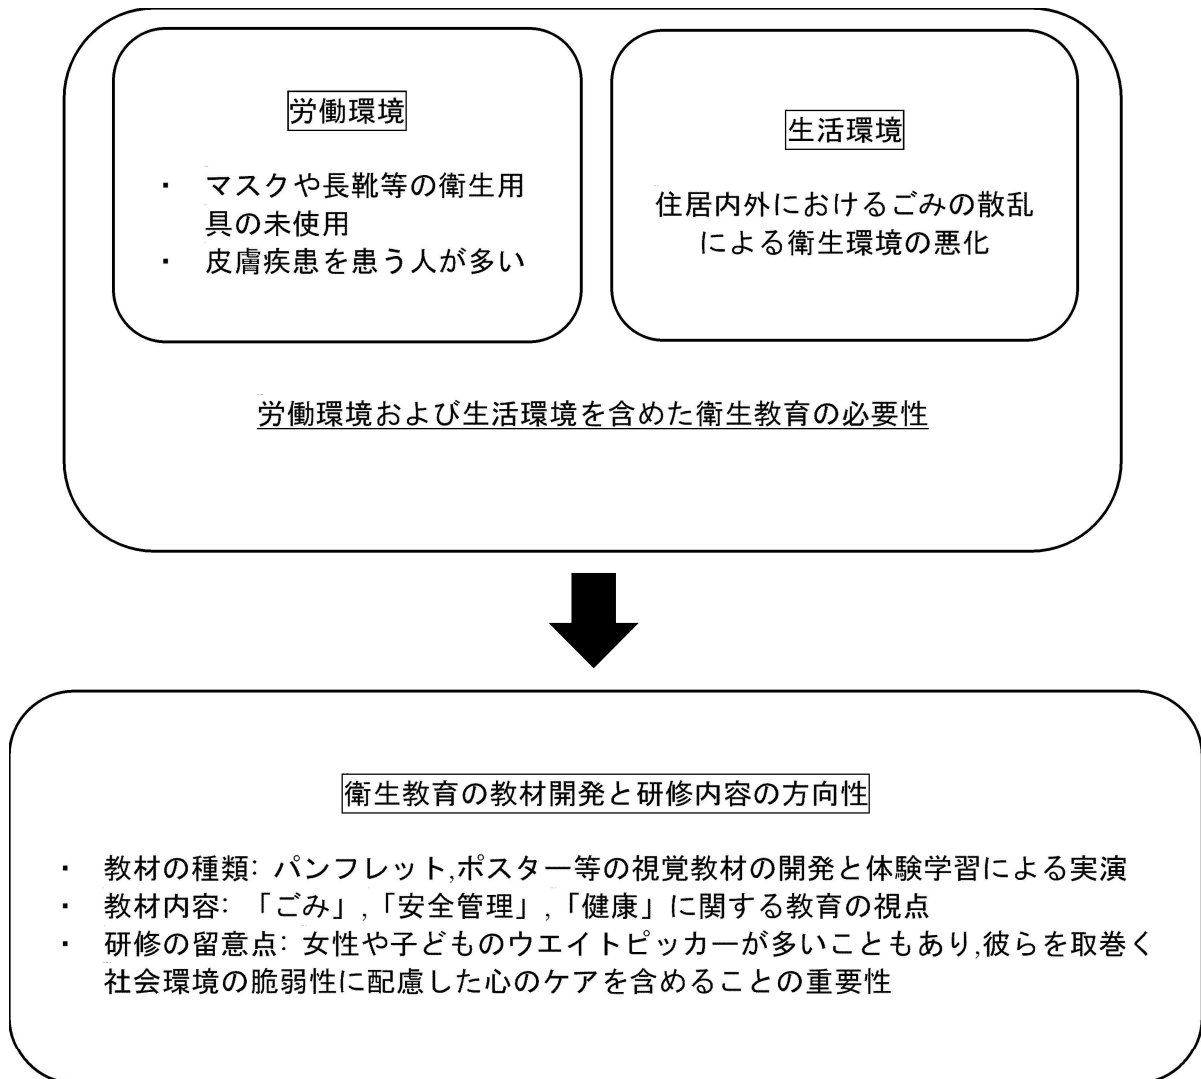 労働環境
・ マスクや長靴等の衛生用
具の未使用
・ 皮膚疾患を患う人が多い
生活環境
住居内外におけるごみの散乱
による衛生環境の悪化
労働環境および生活環境を含めた衛生教育の必要性
衛生教育の教材開発と研修内容の方向性
・ 教材の種類: パンフレット,ポスター等の視覚教材の開発と体験学習による実演
・ 教材内容: 「ごみ」,「安全管理」,「健康」に関する教育の視点
・ 研修の留意点: 女性や子どものウエイトピッカーが多いこともあり,彼らを取巻く
社会環境の脆弱性に配慮した心のケアを含めることの重要性